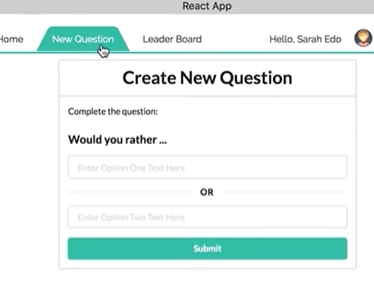 React App
Home New Question Leader Board Hello, Sarah Edo
Create New Question
Complete the question:
Would you rather ...
Enter Option One Text Here
OR
Enter Option Two Text Here
Submit